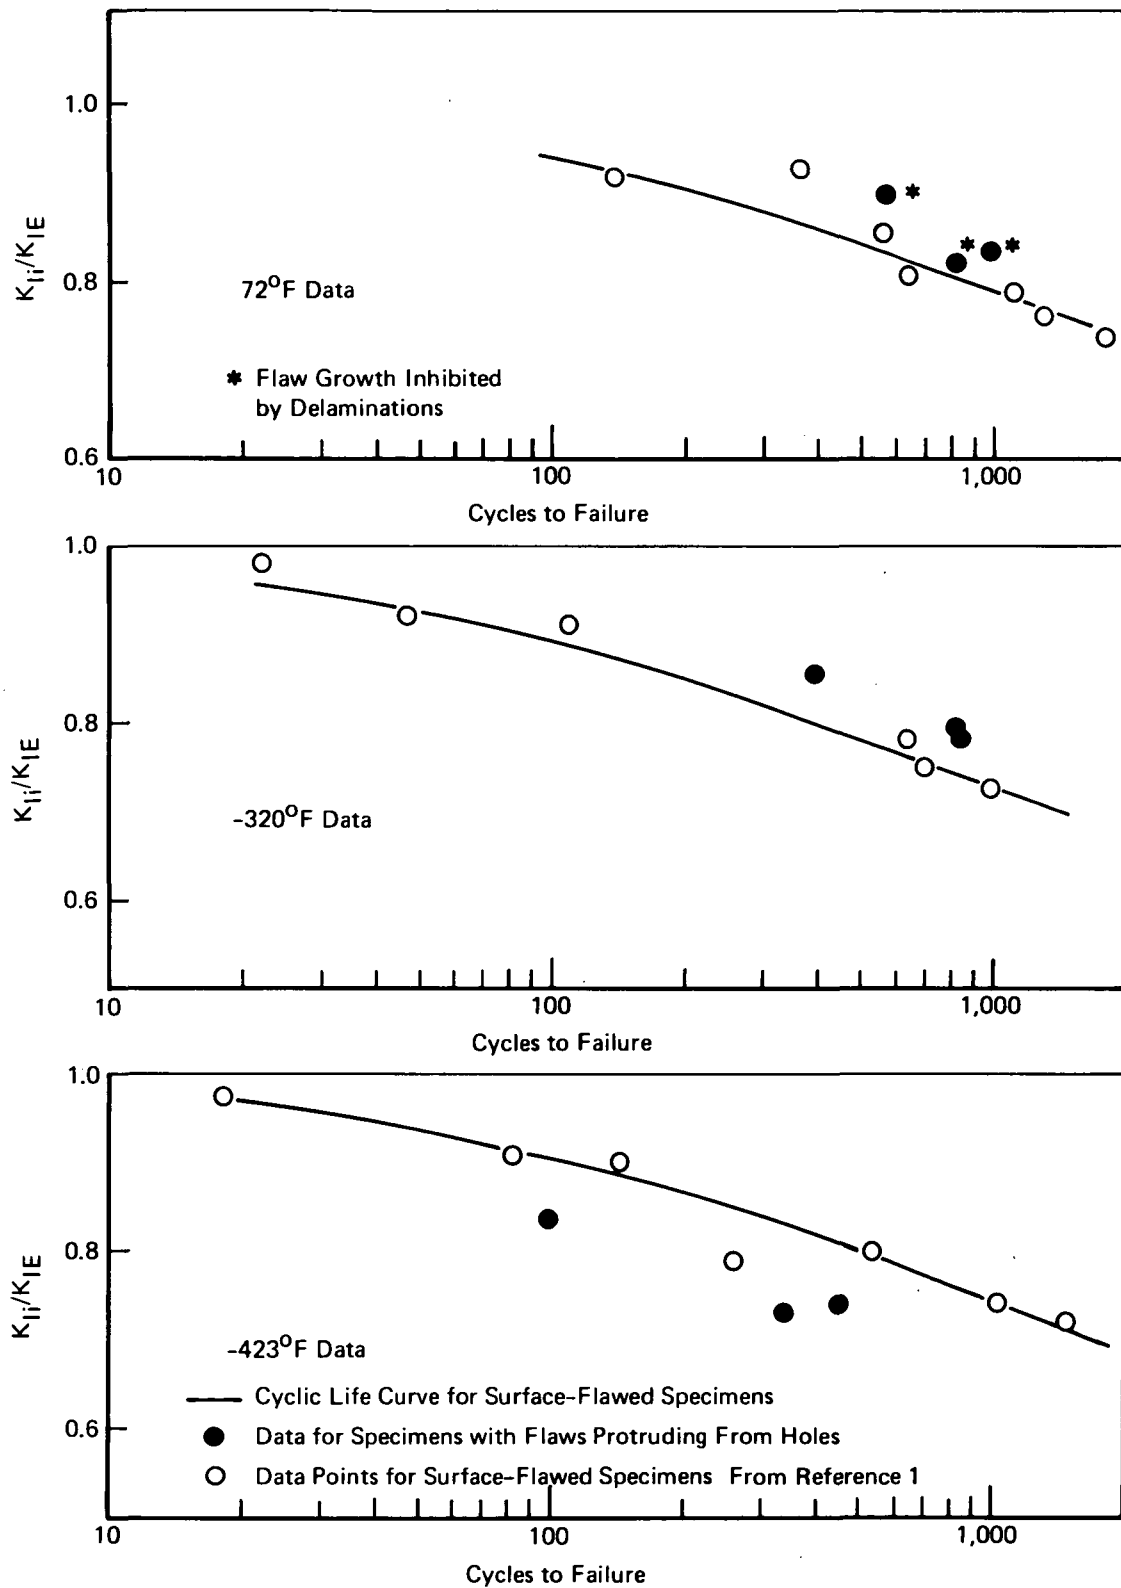 1.0
0.8
0.6
K_Ii/K_IE
72°F Data
* Flaw Growth Inhibited
by Delaminations
* * *
10 100 1,000
Cycles to Failure
1.0
0.8
0.6
K_Ii/K_IE
-320°F Data
10 100 1,000
Cycles to Failure
1.0
0.8
0.6
K_Ii/K_IE
-423°F Data
Cyclic Life Curve for Surface-Flawed Specimens
Data for Specimens with Flaws Protruding From Holes
Data Points for Surface-Flawed Specimens From Reference 1
10 100 1,000
Cycles to Failure